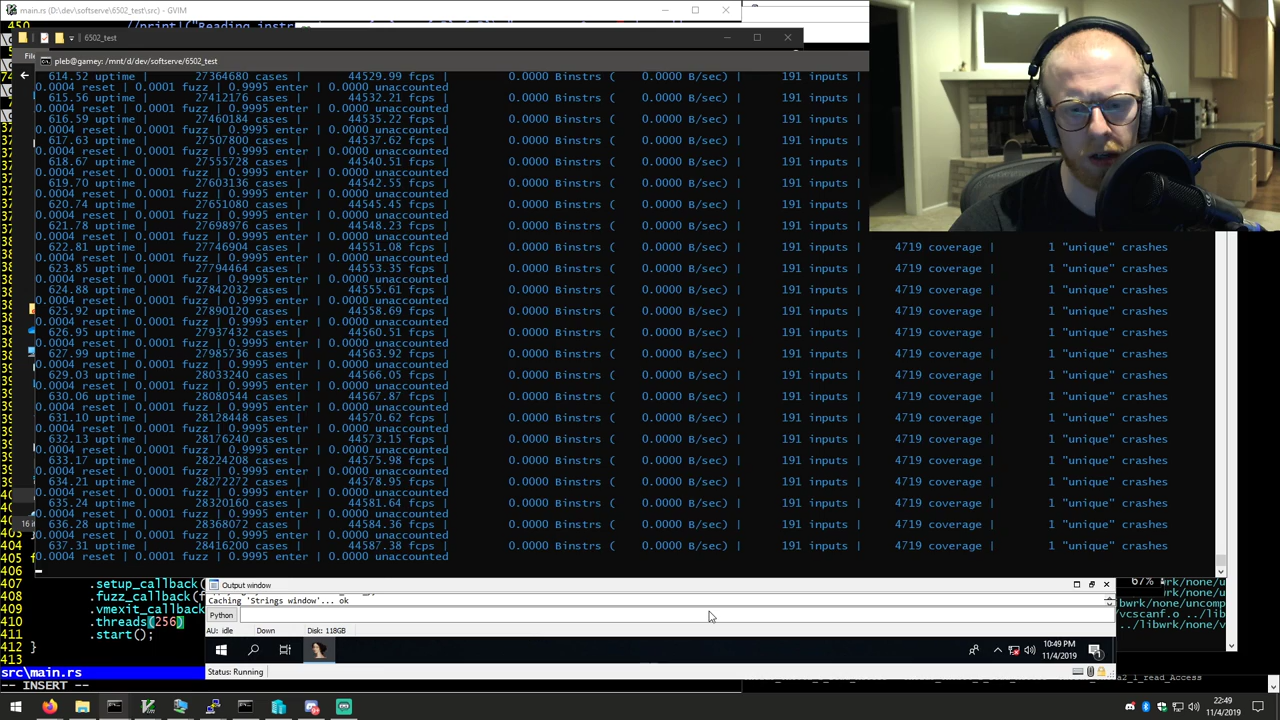 main.rs (D:\dev\softserve\6502_test\src) - GVIM
450 //print!("Reading instr
6502_test
File
pleb@gamey: /mnt/d/dev/softserve/6502_test
614.52 uptime | 27364680 cases | 44529.99 fcps | 0.0000 Binstrs ( 0.0000 B/sec) | 191 inputs |
0.0004 reset | 0.0001 fuzz | 0.9995 enter | 0.0000 unaccounted
615.56 uptime | 27412176 cases | 44532.21 fcps | 0.0000 Binstrs ( 0.0000 B/sec) | 191 inputs |
0.0004 reset | 0.0001 fuzz | 0.9995 enter | 0.0000 unaccounted
616.59 uptime | 27460184 cases | 44535.22 fcps | 0.0000 Binstrs ( 0.0000 B/sec) | 191 inputs |
0.0004 reset | 0.0001 fuzz | 0.9995 enter | 0.0000 unaccounted
617.63 uptime | 27507800 cases | 44537.62 fcps | 0.0000 Binstrs ( 0.0000 B/sec) | 191 inputs |
0.0004 reset | 0.0001 fuzz | 0.9995 enter | 0.0000 unaccounted
618.67 uptime | 27555728 cases | 44540.51 fcps | 0.0000 Binstrs ( 0.0000 B/sec) | 191 inputs |
0.0004 reset | 0.0001 fuzz | 0.9995 enter | 0.0000 unaccounted
619.70 uptime | 27603136 cases | 44542.55 fcps | 0.0000 Binstrs ( 0.0000 B/sec) | 191 inputs |
0.0004 reset | 0.0001 fuzz | 0.9995 enter | 0.0000 unaccounted
620.74 uptime | 27651080 cases | 44545.45 fcps | 0.0000 Binstrs ( 0.0000 B/sec) | 191 inputs |
0.0004 reset | 0.0001 fuzz | 0.9995 enter | 0.0000 unaccounted
621.78 uptime | 27698976 cases | 44548.23 fcps | 0.0000 Binstrs ( 0.0000 B/sec) | 191 inputs |
0.0004 reset | 0.0001 fuzz | 0.9995 enter | 0.0000 unaccounted
622.81 uptime | 27746904 cases | 44551.08 fcps | 0.0000 Binstrs ( 0.0000 B/sec) | 191 inputs | 4719 coverage | 1 "unique" crashes
0.0004 reset | 0.0001 fuzz | 0.9995 enter | 0.0000 unaccounted
623.85 uptime | 27794464 cases | 44553.35 fcps | 0.0000 Binstrs ( 0.0000 B/sec) | 191 inputs | 4719 coverage | 1 "unique" crashes
0.0004 reset | 0.0001 fuzz | 0.9995 enter | 0.0000 unaccounted
624.88 uptime | 27842032 cases | 44555.61 fcps | 0.0000 Binstrs ( 0.0000 B/sec) | 191 inputs | 4719 coverage | 1 "unique" crashes
0.0004 reset | 0.0001 fuzz | 0.9995 enter | 0.0000 unaccounted
625.92 uptime | 27890120 cases | 44558.69 fcps | 0.0000 Binstrs ( 0.0000 B/sec) | 191 inputs | 4719 coverage | 1 "unique" crashes
0.0004 reset | 0.0001 fuzz | 0.9995 enter | 0.0000 unaccounted
626.95 uptime | 27937432 cases | 44560.51 fcps | 0.0000 Binstrs ( 0.0000 B/sec) | 191 inputs | 4719 coverage | 1 "unique" crashes
0.0004 reset | 0.0001 fuzz | 0.9995 enter | 0.0000 unaccounted
627.99 uptime | 27985736 cases | 44563.92 fcps | 0.0000 Binstrs ( 0.0000 B/sec) | 191 inputs | 4719 coverage | 1 "unique" crashes
0.0004 reset | 0.0001 fuzz | 0.9995 enter | 0.0000 unaccounted
629.03 uptime | 28033240 cases | 44566.05 fcps | 0.0000 Binstrs ( 0.0000 B/sec) | 191 inputs | 4719 coverage | 1 "unique" crashes
0.0004 reset | 0.0001 fuzz | 0.9995 enter | 0.0000 unaccounted
630.06 uptime | 28080544 cases | 44567.87 fcps | 0.0000 Binstrs ( 0.0000 B/sec) | 191 inputs | 4719 coverage | 1 "unique" crashes
0.0004 reset | 0.0001 fuzz | 0.9995 enter | 0.0000 unaccounted
631.10 uptime | 28128448 cases | 44570.62 fcps | 0.0000 Binstrs ( 0.0000 B/sec) | 191 inputs | 4719 coverage | 1 "unique" crashes
0.0004 reset | 0.0001 fuzz | 0.9995 enter | 0.0000 unaccounted
632.13 uptime | 28176240 cases | 44573.15 fcps | 0.0000 Binstrs ( 0.0000 B/sec) | 191 inputs | 4719 coverage | 1 "unique" crashes
0.0004 reset | 0.0001 fuzz | 0.9995 enter | 0.0000 unaccounted
633.17 uptime | 28224208 cases | 44575.98 fcps | 0.0000 Binstrs ( 0.0000 B/sec) | 191 inputs | 4719 coverage | 1 "unique" crashes
0.0004 reset | 0.0001 fuzz | 0.9995 enter | 0.0000 unaccounted
634.21 uptime | 28272272 cases | 44578.95 fcps | 0.0000 Binstrs ( 0.0000 B/sec) | 191 inputs | 4719 coverage | 1 "unique" crashes
0.0004 reset | 0.0001 fuzz | 0.9995 enter | 0.0000 unaccounted
635.24 uptime | 28320160 cases | 44581.64 fcps | 0.0000 Binstrs ( 0.0000 B/sec) | 191 inputs | 4719 coverage | 1 "unique" crashes
0.0004 reset | 0.0001 fuzz | 0.9995 enter | 0.0000 unaccounted
636.28 uptime | 28368072 cases | 44584.36 fcps | 0.0000 Binstrs ( 0.0000 B/sec) | 191 inputs | 4719 coverage | 1 "unique" crashes
0.0004 reset | 0.0001 fuzz | 0.9995 enter | 0.0000 unaccounted
637.31 uptime | 28416200 cases | 44587.38 fcps | 0.0000 Binstrs ( 0.0000 B/sec) | 191 inputs | 4719 coverage | 1 "unique" crashes
0.0004 reset | 0.0001 fuzz | 0.9995 enter | 0.0000 unaccounted
404 }
405 f
406
407 .setup_callback(
408 .fuzz_callback(f
409 .vmexit_callback
410 .threads(256)
411 .start();
412 }
413
src\main.rs
-- INSERT --
Output window
67%
Caching 'Strings window'... ok
Python
AU: idle Down Disk: 118GB
10:49 PM
11/4/2019
Status: Running
22:49
11/4/2019